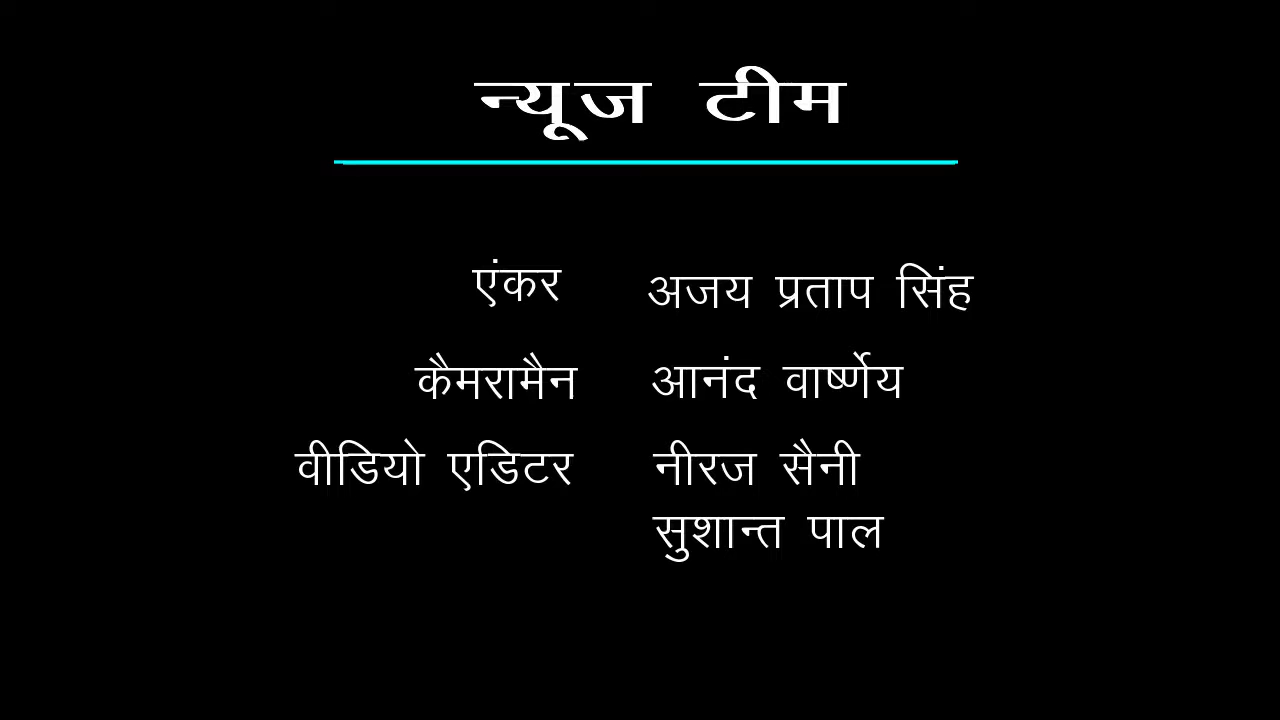 न्यूज टीम
एंकर अजय प्रताप सिंह
कैमरामैन आनंद वार्ष्णेय
वीडियो एडिटर नीरज सैनी
सुशान्त पाल